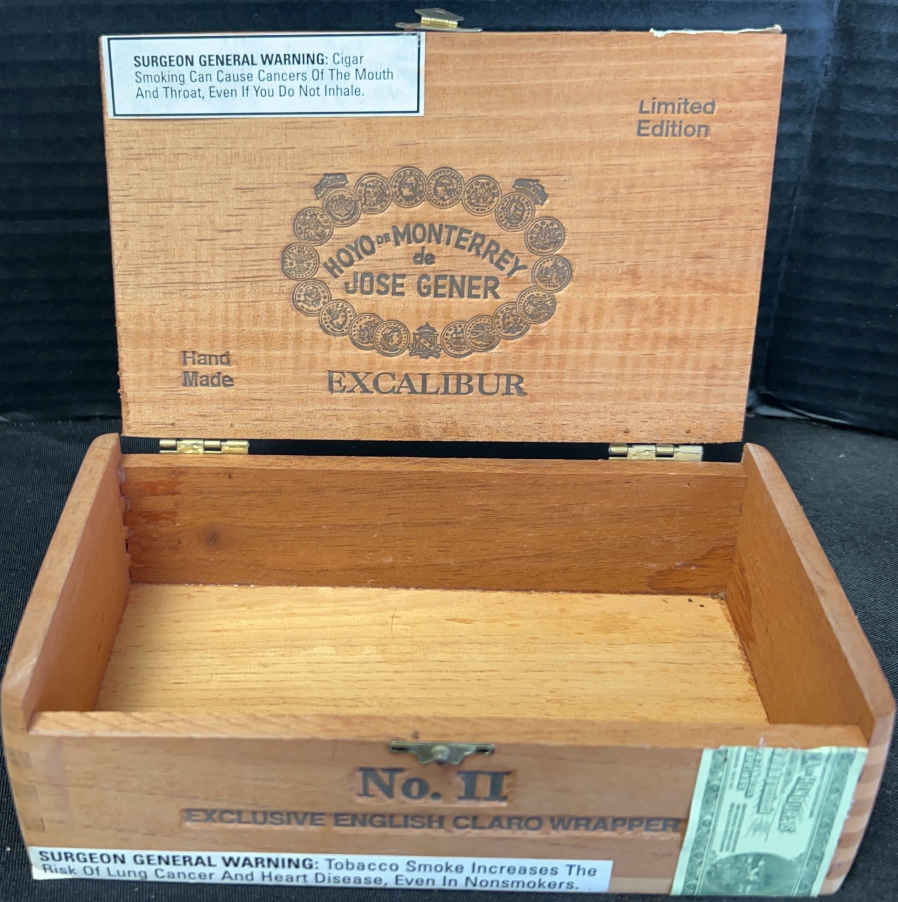 SURGEON GENERAL WARNING: Cigar
Smoking Can Cause Cancers Of The Mouth
And Throat, Even If You Do Not Inhale.
Limited
Edition
HOYO DE MONTERREY
de
JOSE GENER
Hand
Made
EXCALIBUR
No. II
EXCLUSIVE ENGLISH CLARO WRAPPER
SURGEON GENERAL WARNING: Tobacco Smoke Increases The
Risk Of Lung Cancer And Heart Disease, Even In Nonsmokers.